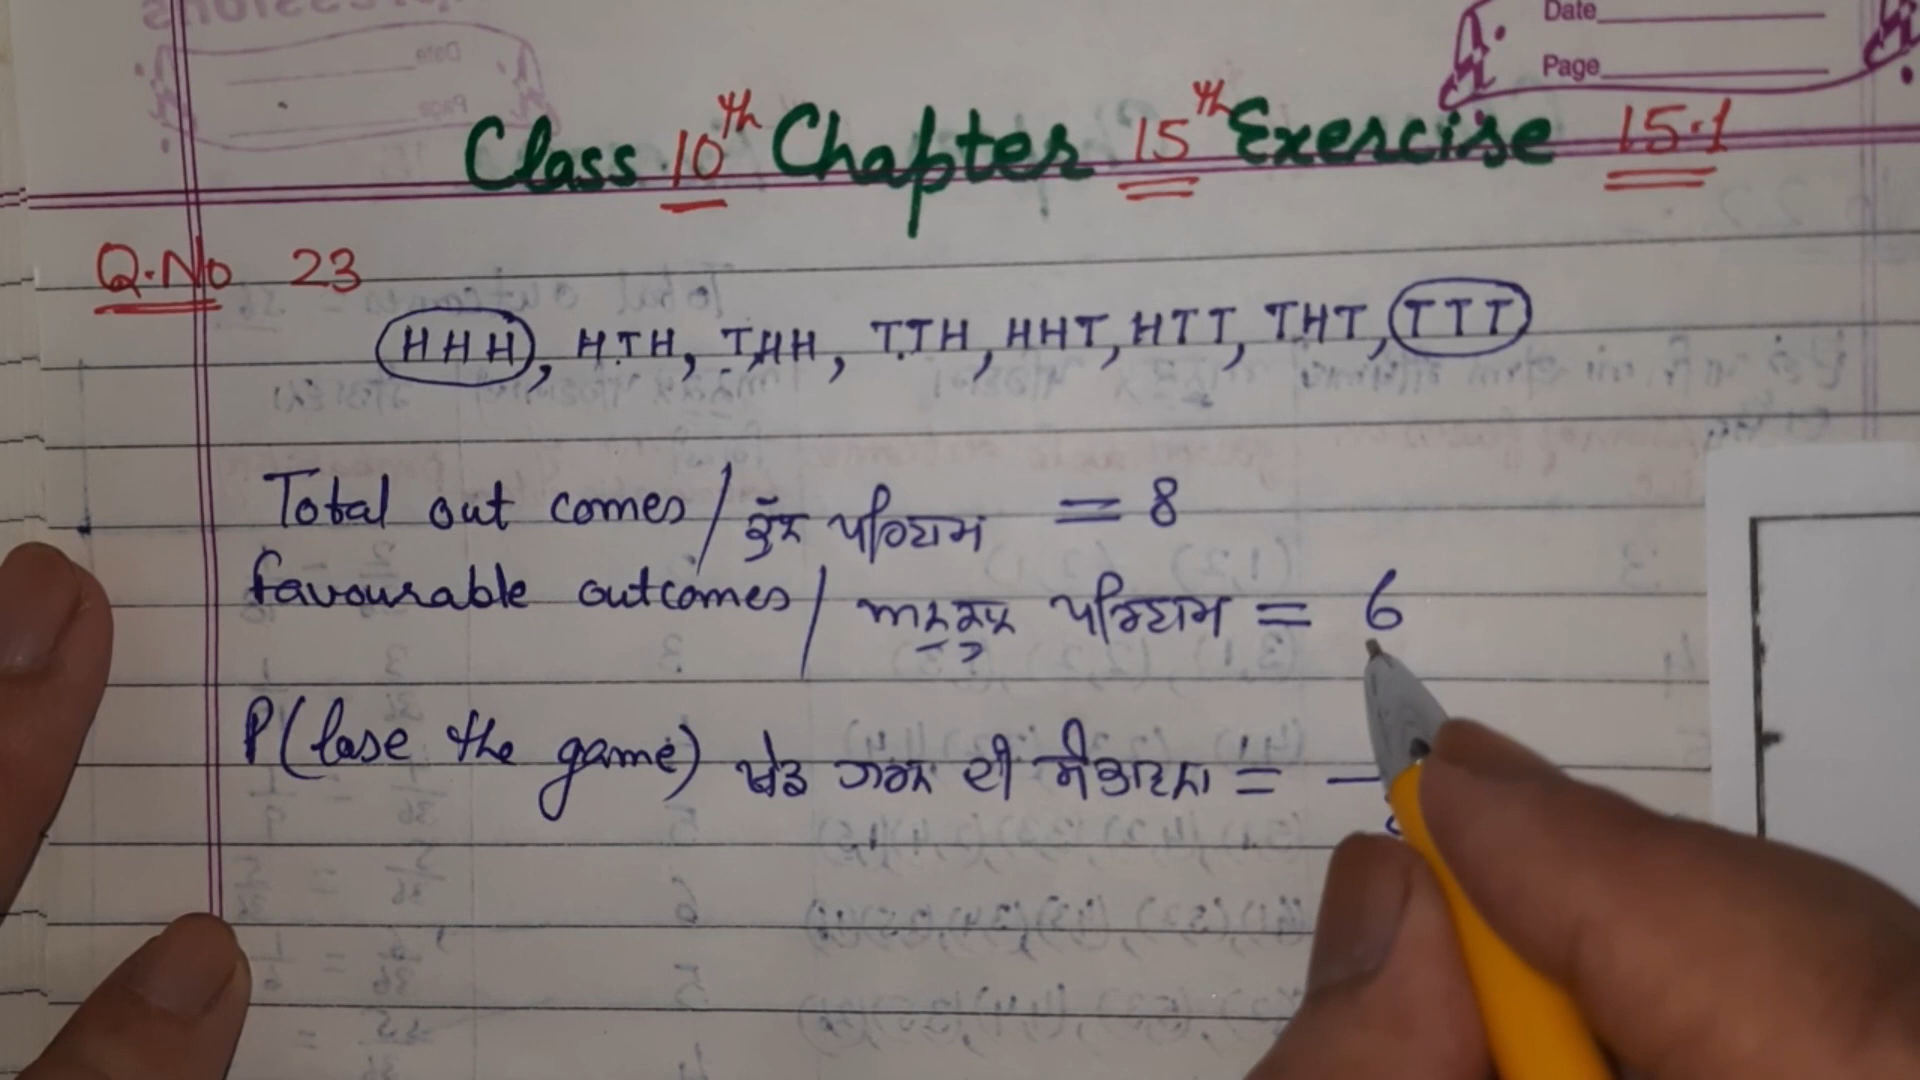 Date
Page
Class 10th Chapter 15th Exercise 15.1
Q.No 23
HHH, HTH, THH, TTH, HHT, HTT, THT, TTT
Total out comes / ਕੁੱਲ ਪਰਿਣਾਮ = 8
favourable outcomes / ਅਨੁਕੂਲ ਪਰਿਣਾਮ = 6
P(lose the game) ਖੇਡ ਹਾਰਨ ਦੀ ਸੰਭਾਵਨਾ =